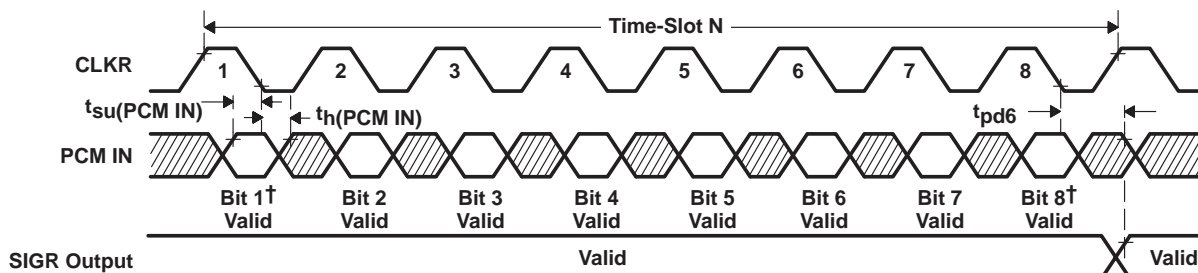 Time-Slot N
CLKR
1 2 3 4 5 6 7 8
tsu(PCM IN)
th(PCM IN)
tpd6
PCM IN
Bit 1† Bit 2 Bit 3 Bit 4 Bit 5 Bit 6 Bit 7 Bit 8†
Valid Valid Valid Valid Valid Valid Valid Valid
SIGR Output
Valid Valid